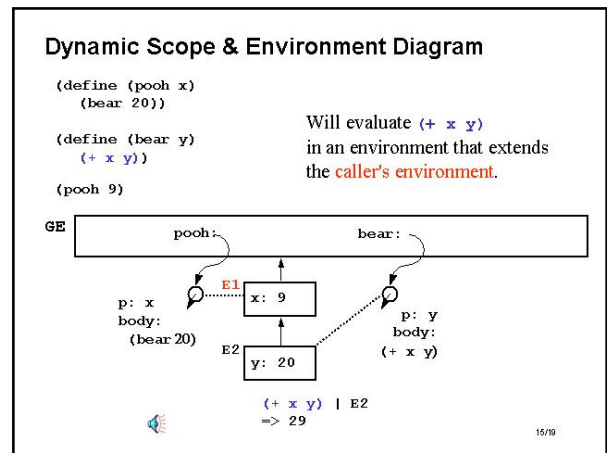 Dynamic Scope & Environment Diagram
(define (pooh x)
(bear 20))
(define (bear y)
(+ x y))
(pooh 9)
Will evaluate (+ x y)
in an environment that extends
the caller's environment.
GE
pooh:
bear:
E1
x: 9
p: x
body:
(bear 20)
p: y
body:
(+ x y)
E2
y: 20
(+ x y) | E2
=> 29
15/19